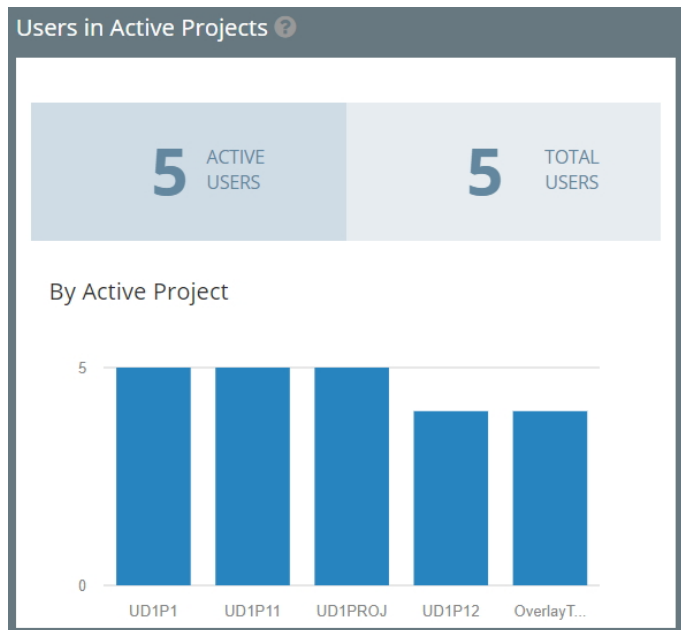 Users in Active Projects ?
5 ACTIVE USERS
5 TOTAL USERS
By Active Project
5
0
UD1P1 UD1P11 UD1PROJ UD1P12 OverlayT...